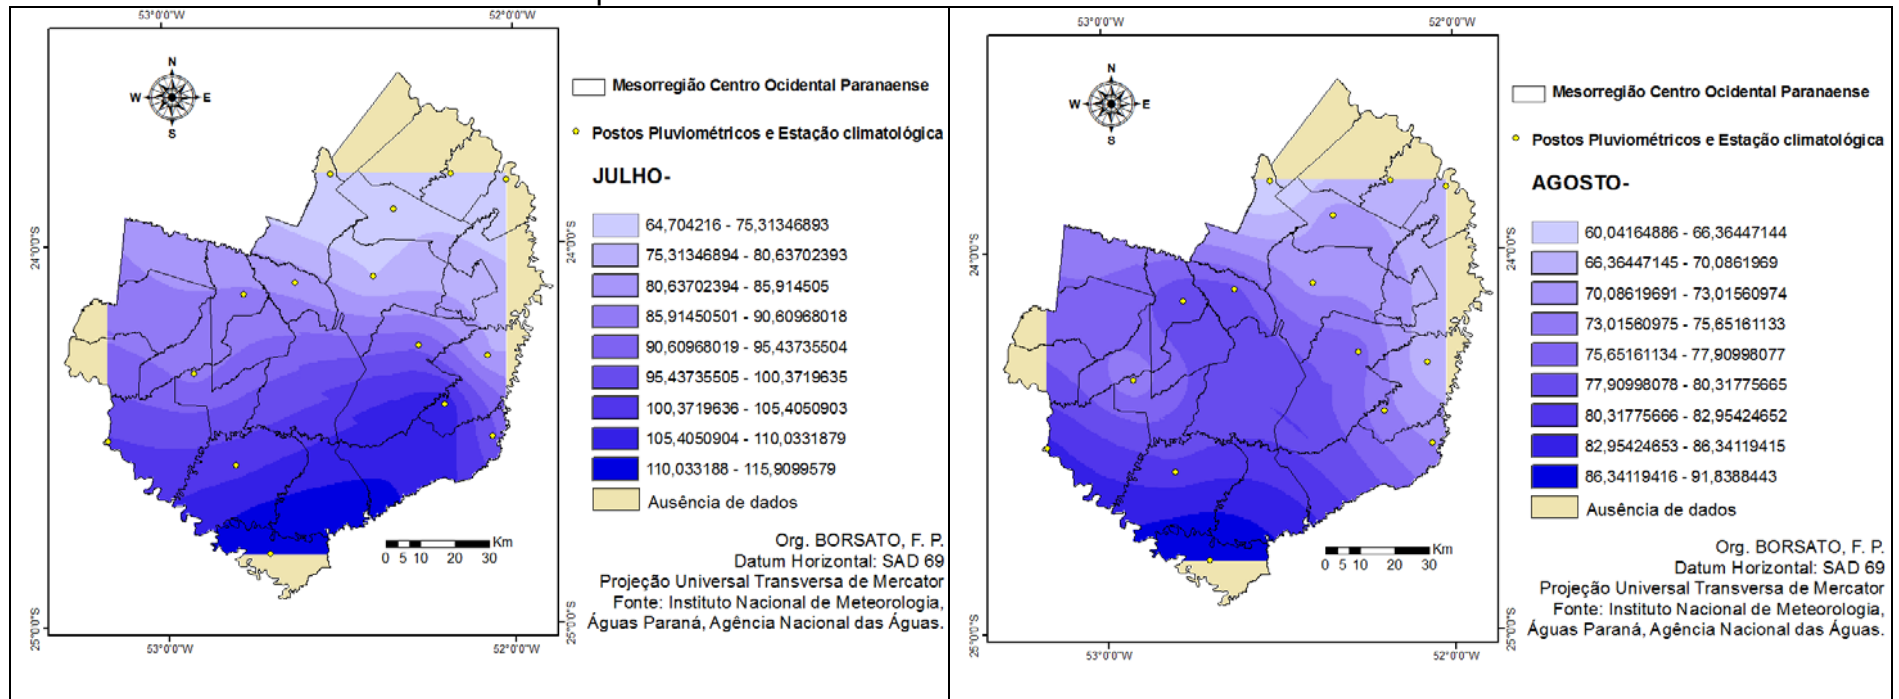 53°0'0"W
52°0'0"W
N
W
E
S
24°0'0"S
24°0'0"S
25°0'0"S
25°0'0"S
53°0'0"W
52°0'0"W
Mesorregião Centro Ocidental Paranaense
Postos Pluviométricos e Estação climatológica
JULHO-
64,704216 - 75,31346893
75,31346894 - 80,63702393
80,63702394 - 85,914505
85,91450501 - 90,60968018
90,60968019 - 95,43735504
95,43735505 - 100,3719635
100,3719636 - 105,4050903
105,4050904 - 110,0331879
110,033188 - 115,9099579
Ausência de dados
Km
0 5 10 20 30
Org. BORSATO, F. P.
Datum Horizontal: SAD 69
Projeção Universal Transversa de Mercator
Fonte: Instituto Nacional de Meteorologia,
Águas Paraná, Agência Nacional das Águas.
53°0'0"W
52°0'0"W
N
W
E
S
24°0'0"S
24°0'0"S
25°0'0"S
25°0'0"S
53°0'0"W
52°0'0"W
Mesorregião Centro Ocidental Paranaense
Postos Pluviométricos e Estação climatológica
AGOSTO-
60,04164886 - 66,36447144
66,36447145 - 70,0861969
70,08619691 - 73,01560974
73,01560975 - 75,65161133
75,65161134 - 77,90998077
77,90998078 - 80,31775665
80,31775666 - 82,95424652
82,95424653 - 86,34119415
86,34119416 - 91,8388443
Ausência de dados
Km
0 5 10 20 30
Org. BORSATO, F. P.
Datum Horizontal: SAD 69
Projeção Universal Transversa de Mercator
Fonte: Instituto Nacional de Meteorologia,
Águas Paraná, Agência Nacional das Águas.